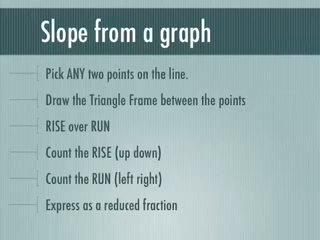 Slope from a graph
Pick ANY two points on the line.
Draw the Triangle Frame between the points
RISE over RUN
Count the RISE (up down)
Count the RUN (left right)
Express as a reduced fraction